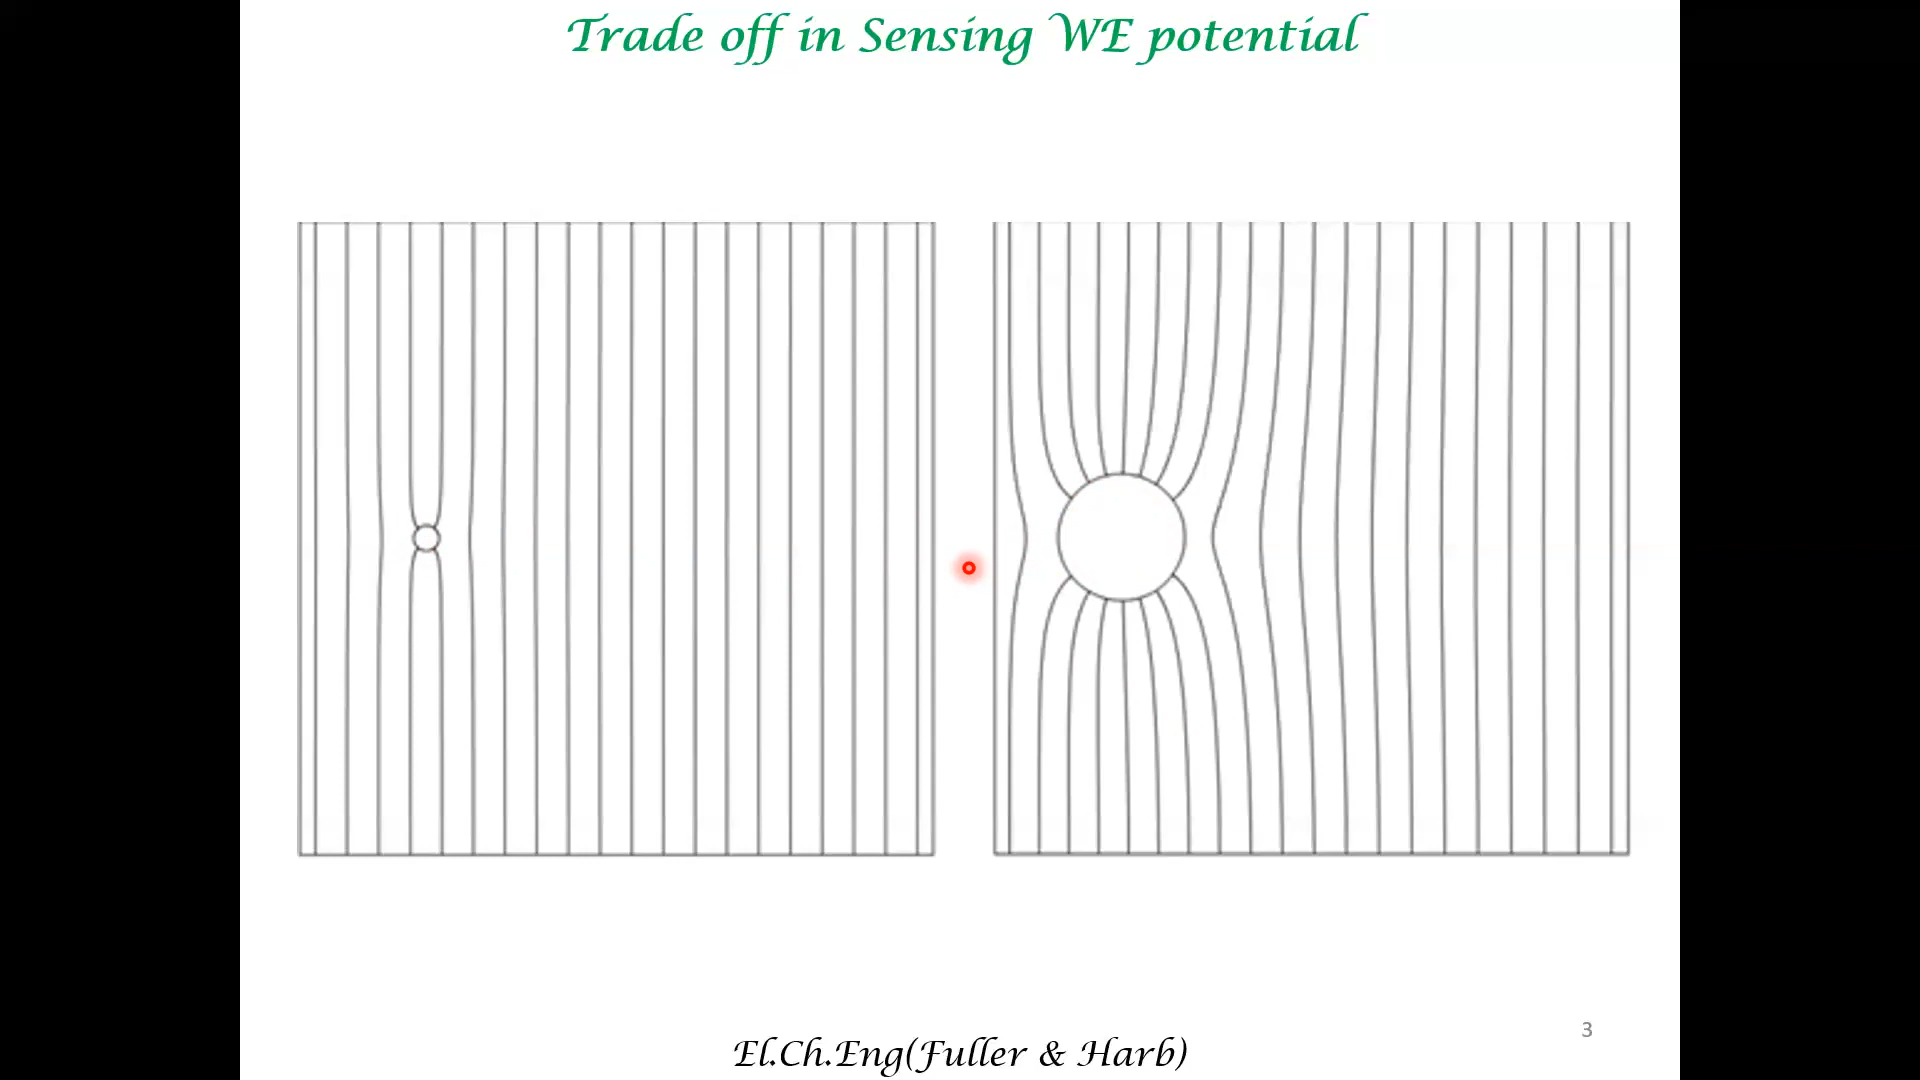 Trade off in Sensing WE potential
3
El.Ch.Eng(Fuller & Harb)